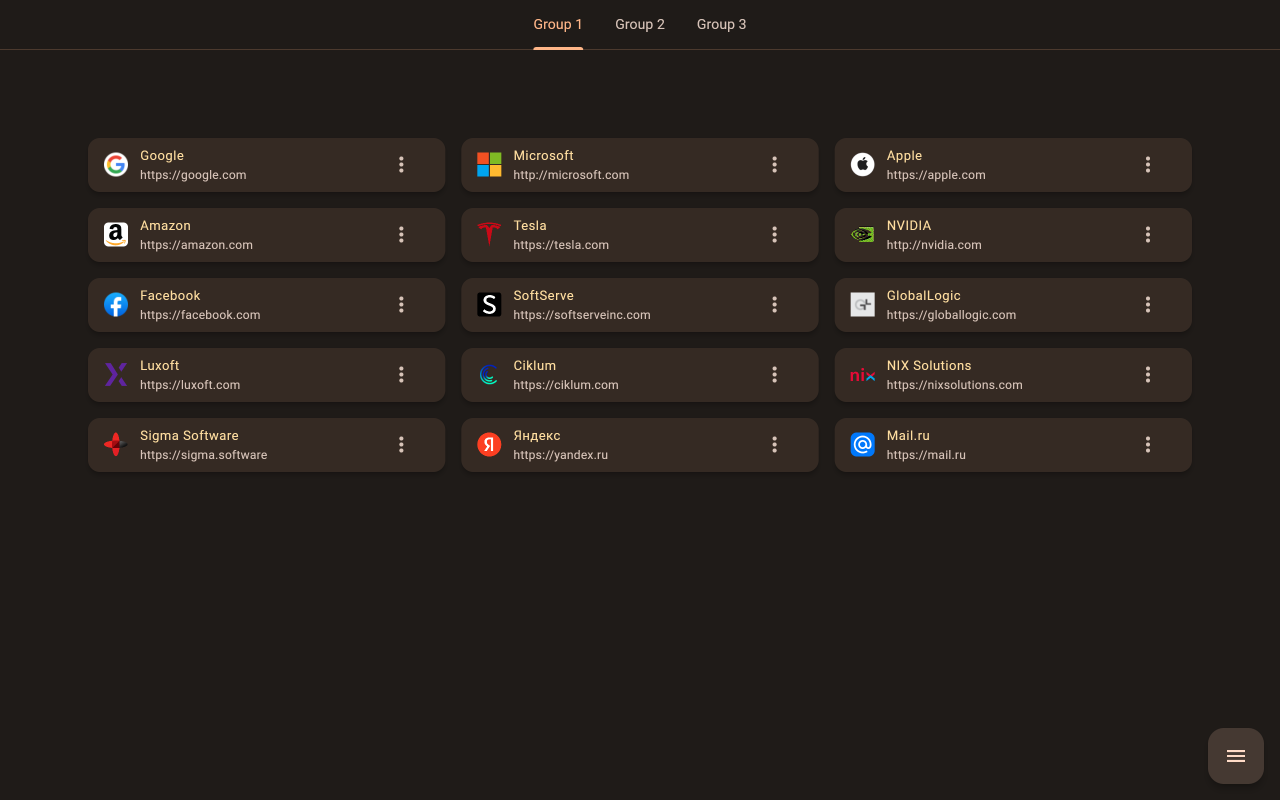 Group 1
Group 2
Group 3
Google
https://google.com
Microsoft
http://microsoft.com
Apple
https://apple.com
Amazon
https://amazon.com
Tesla
https://tesla.com
NVIDIA
http://nvidia.com
Facebook
https://facebook.com
SoftServe
https://softserveinc.com
GlobalLogic
https://globallogic.com
Luxoft
https://luxoft.com
Ciklum
https://ciklum.com
nix
NIX Solutions
https://nixsolutions.com
Sigma Software
https://sigma.software
Яндекс
https://yandex.ru
Mail.ru
https://mail.ru